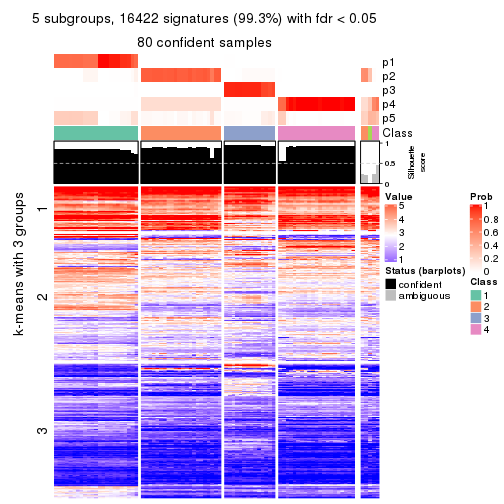 5 subgroups, 16422 signatures (99.3%) with fdr < 0.05
80 confident samples
p1
p2
p3
p4
p5
Class
1
0.5
0
Silhouette
score
k-means with 3 groups
1
2
3
Value
5
4
3
2
1
Status (barplots)
confident
ambiguous
Prob
1
0.8
0.6
0.4
0.2
0
Class
1
2
3
4